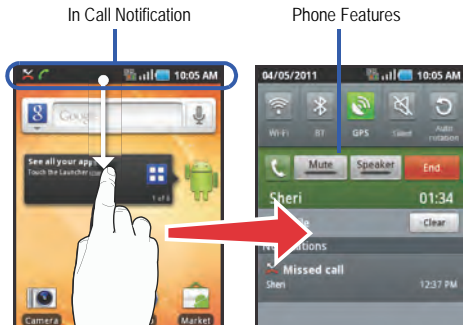 In Call Notification
Phone Features
10:05 AM
8 Google
See all your apps
Touch the Launcher icon
1 of 6
Camera
Market
04/05/2011 10:05 AM
Wi-Fi BT GPS Silent Auto rotation
Mute Speaker End
Sheri 01:34
Clear
Missed call
Sheri 12:37 PM